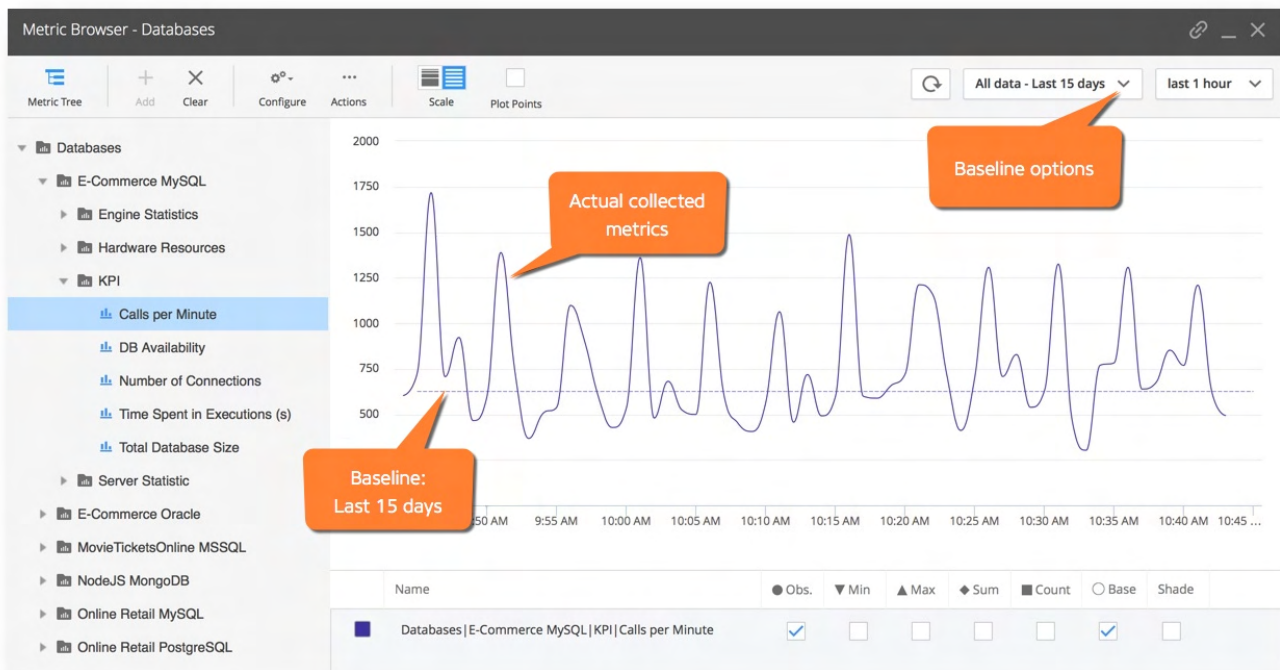 Metric Browser - Databases
Metric Tree
Add
Clear
Configure
Actions
Scale
Plot Points
All data - Last 15 days
last 1 hour
Databases
E-Commerce MySQL
Engine Statistics
Hardware Resources
KPI
Calls per Minute
DB Availability
Number of Connections
Time Spent in Executions (s)
Total Database Size
Server Statistic
E-Commerce Oracle
MovieTicketsOnline MSSQL
NodeJS MongoDB
Online Retail MySQL
Online Retail PostgreSQL
Baseline options
Actual collected
metrics
Baseline:
Last 15 days
2000
1750
1500
1250
1000
750
500
:50 AM 9:55 AM 10:00 AM 10:05 AM 10:10 AM 10:15 AM 10:20 AM 10:25 AM 10:30 AM 10:35 AM 10:40 AM 10:45 ...
Name Obs. Min Max Sum Count Base Shade
Databases|E-Commerce MySQL|KPI|Calls per Minute